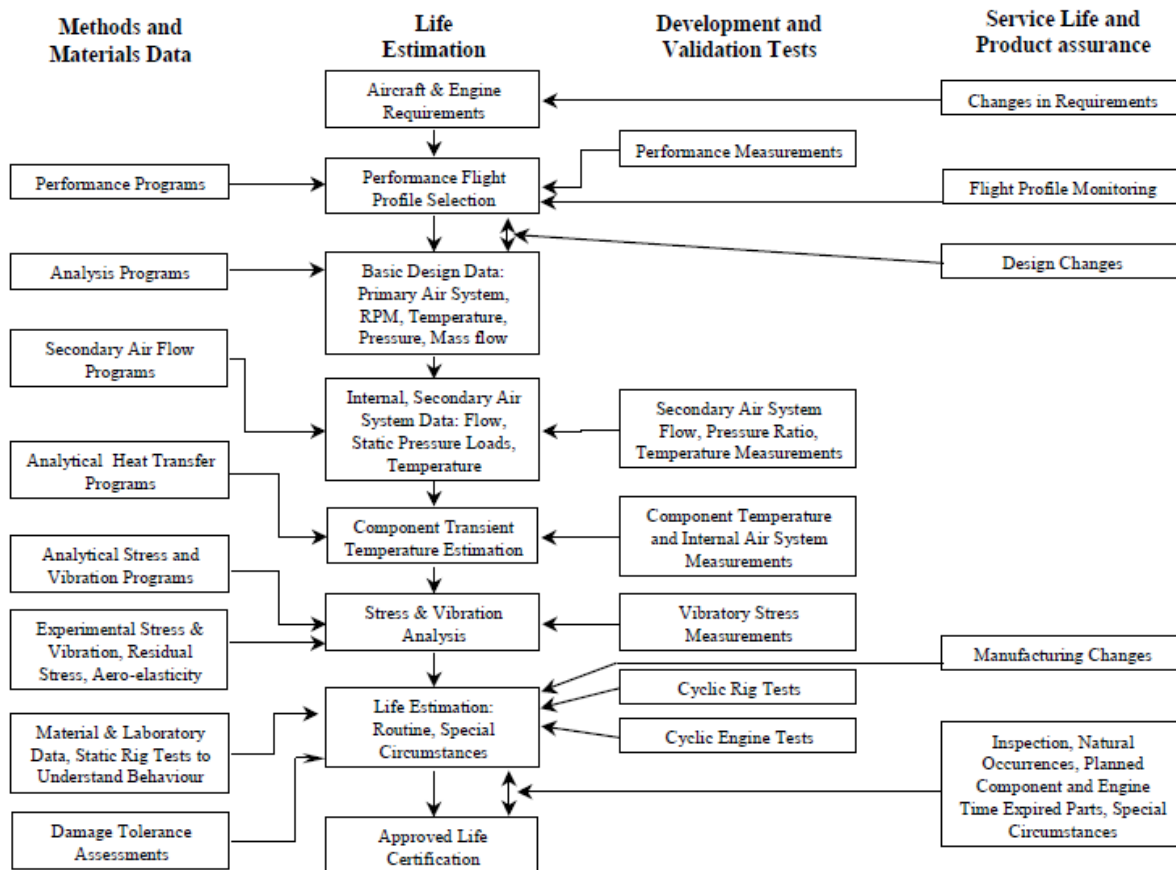 Methods and
Materials Data
Life
Estimation
Development and
Validation Tests
Service Life and
Product assurance
Aircraft & Engine
Requirements
Changes in Requirements
Performance Measurements
Performance Programs
Performance Flight
Profile Selection
Flight Profile Monitoring
Analysis Programs
Basic Design Data:
Primary Air System,
RPM, Temperature,
Pressure, Mass flow
Design Changes
Secondary Air Flow
Programs
Internal, Secondary Air
System Data: Flow,
Static Pressure Loads,
Temperature
Secondary Air System
Flow, Pressure Ratio,
Temperature Measurements
Analytical Heat Transfer
Programs
Component Transient
Temperature Estimation
Component Temperature
and Internal Air System
Measurements
Analytical Stress and
Vibration Programs
Stress & Vibration
Analysis
Vibratory Stress
Measurements
Experimental Stress &
Vibration, Residual
Stress, Aero-elasticity
Manufacturing Changes
Life Estimation:
Routine, Special
Circumstances
Cyclic Rig Tests
Cyclic Engine Tests
Material & Laboratory
Data, Static Rig Tests to
Understand Behaviour
Inspection, Natural
Occurrences, Planned
Component and Engine
Time Expired Parts, Special
Circumstances
Damage Tolerance
Assessments
Approved Life
Certification